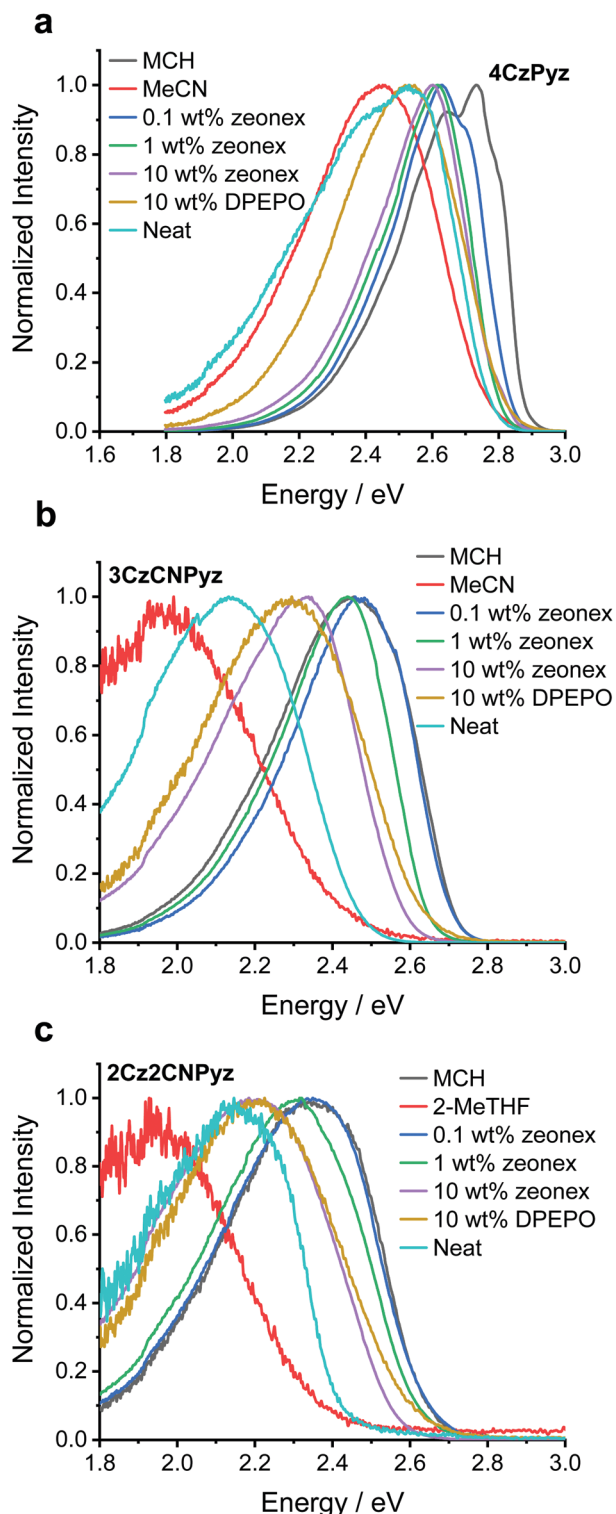 a
MCH
MeCN
0.1 wt% zeonex
1 wt% zeonex
10 wt% zeonex
10 wt% DPEPO
Neat
4CzPyz
Normalized Intensity
1.0
0.8
0.6
0.4
0.2
0.0
1.6 1.8 2.0 2.2 2.4 2.6 2.8 3.0
Energy / eV
b
3CzCNPyz
MCH
MeCN
0.1 wt% zeonex
1 wt% zeonex
10 wt% zeonex
10 wt% DPEPO
Neat
Normalized Intensity
1.0
0.8
0.6
0.4
0.2
0.0
1.8 2.0 2.2 2.4 2.6 2.8 3.0
Energy / eV
c
2Cz2CNPyz
MCH
2-MeTHF
0.1 wt% zeonex
1 wt% zeonex
10 wt% zeonex
10 wt% DPEPO
Neat
Normalized Intensity
1.0
0.8
0.6
0.4
0.2
0.0
1.8 2.0 2.2 2.4 2.6 2.8 3.0
Energy / eV